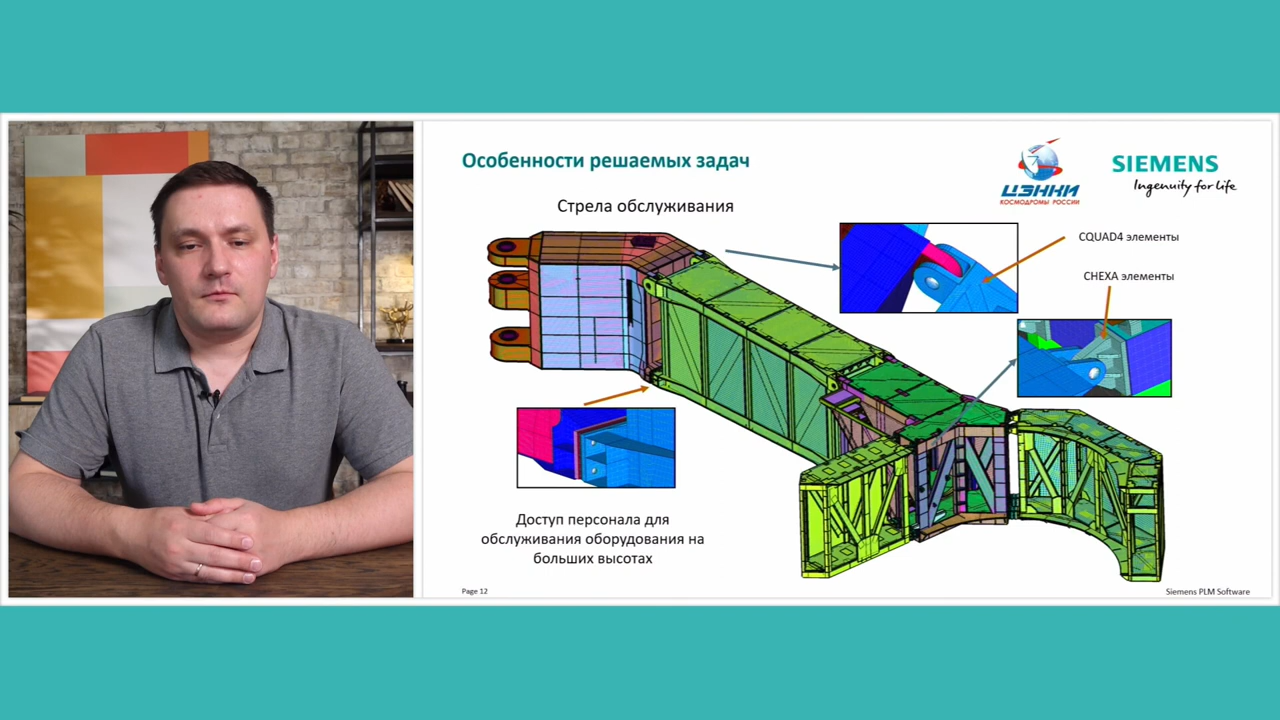 Особенности решаемых задач
ЦЭНКИ
КОСМОДРОМЫ РОССИИ
SIEMENS
Ingenuity for life
Стрела обслуживания
CQUAD4 элементы
CHEXA элементы
Доступ персонала для
обслуживания оборудования на
больших высотах
Page 12
Siemens PLM Software